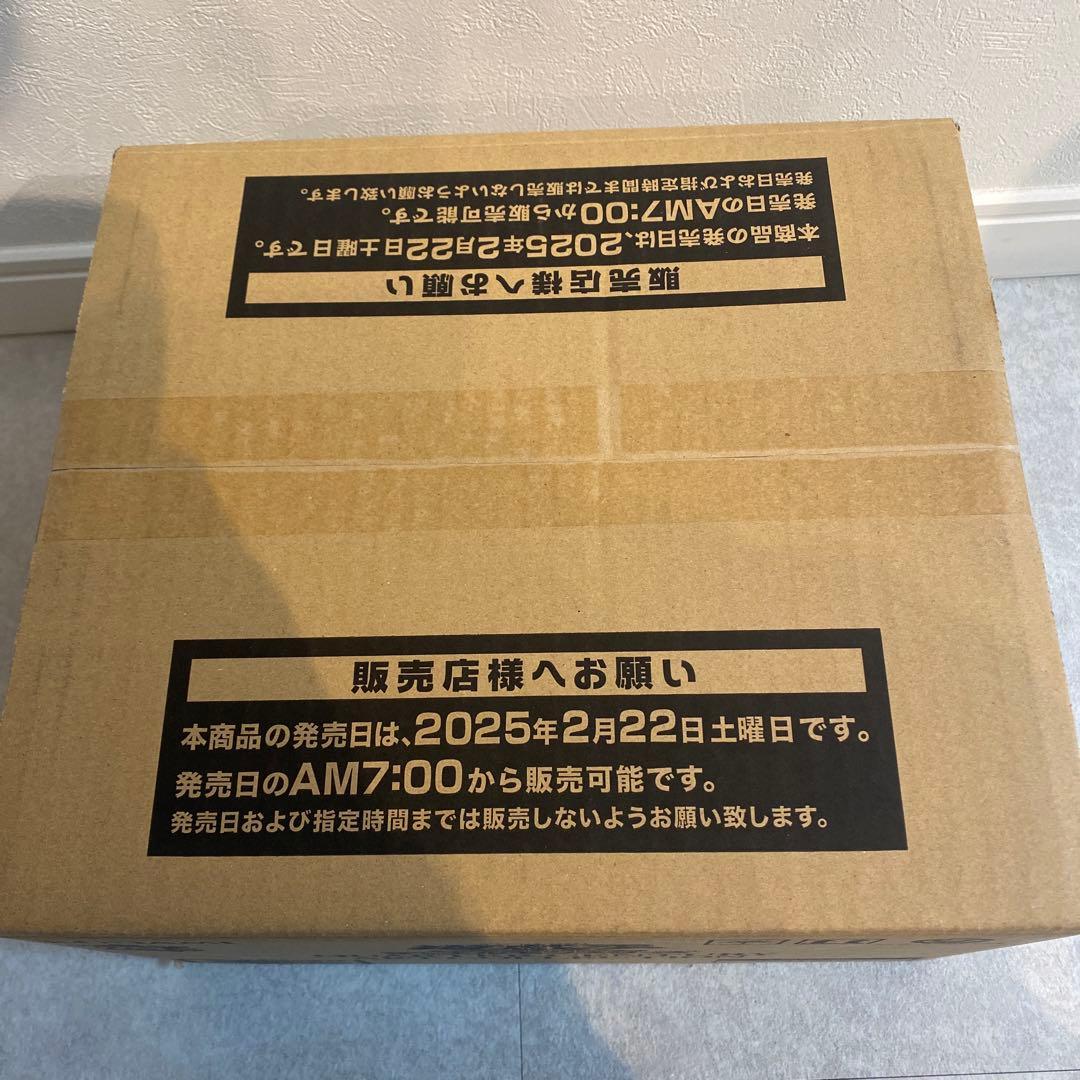 発売日および指定時間までは販売しないようお願い致します。
発売日のAM7:00から販売可能です。
本商品の発売日は、2025年2月22日土曜日です。
販売店様へお願い
販売店様へお願い
本商品の発売日は、2025年2月22日土曜日です。
発売日のAM7:00から販売可能です。
発売日および指定時間までは販売しないようお願い致します。